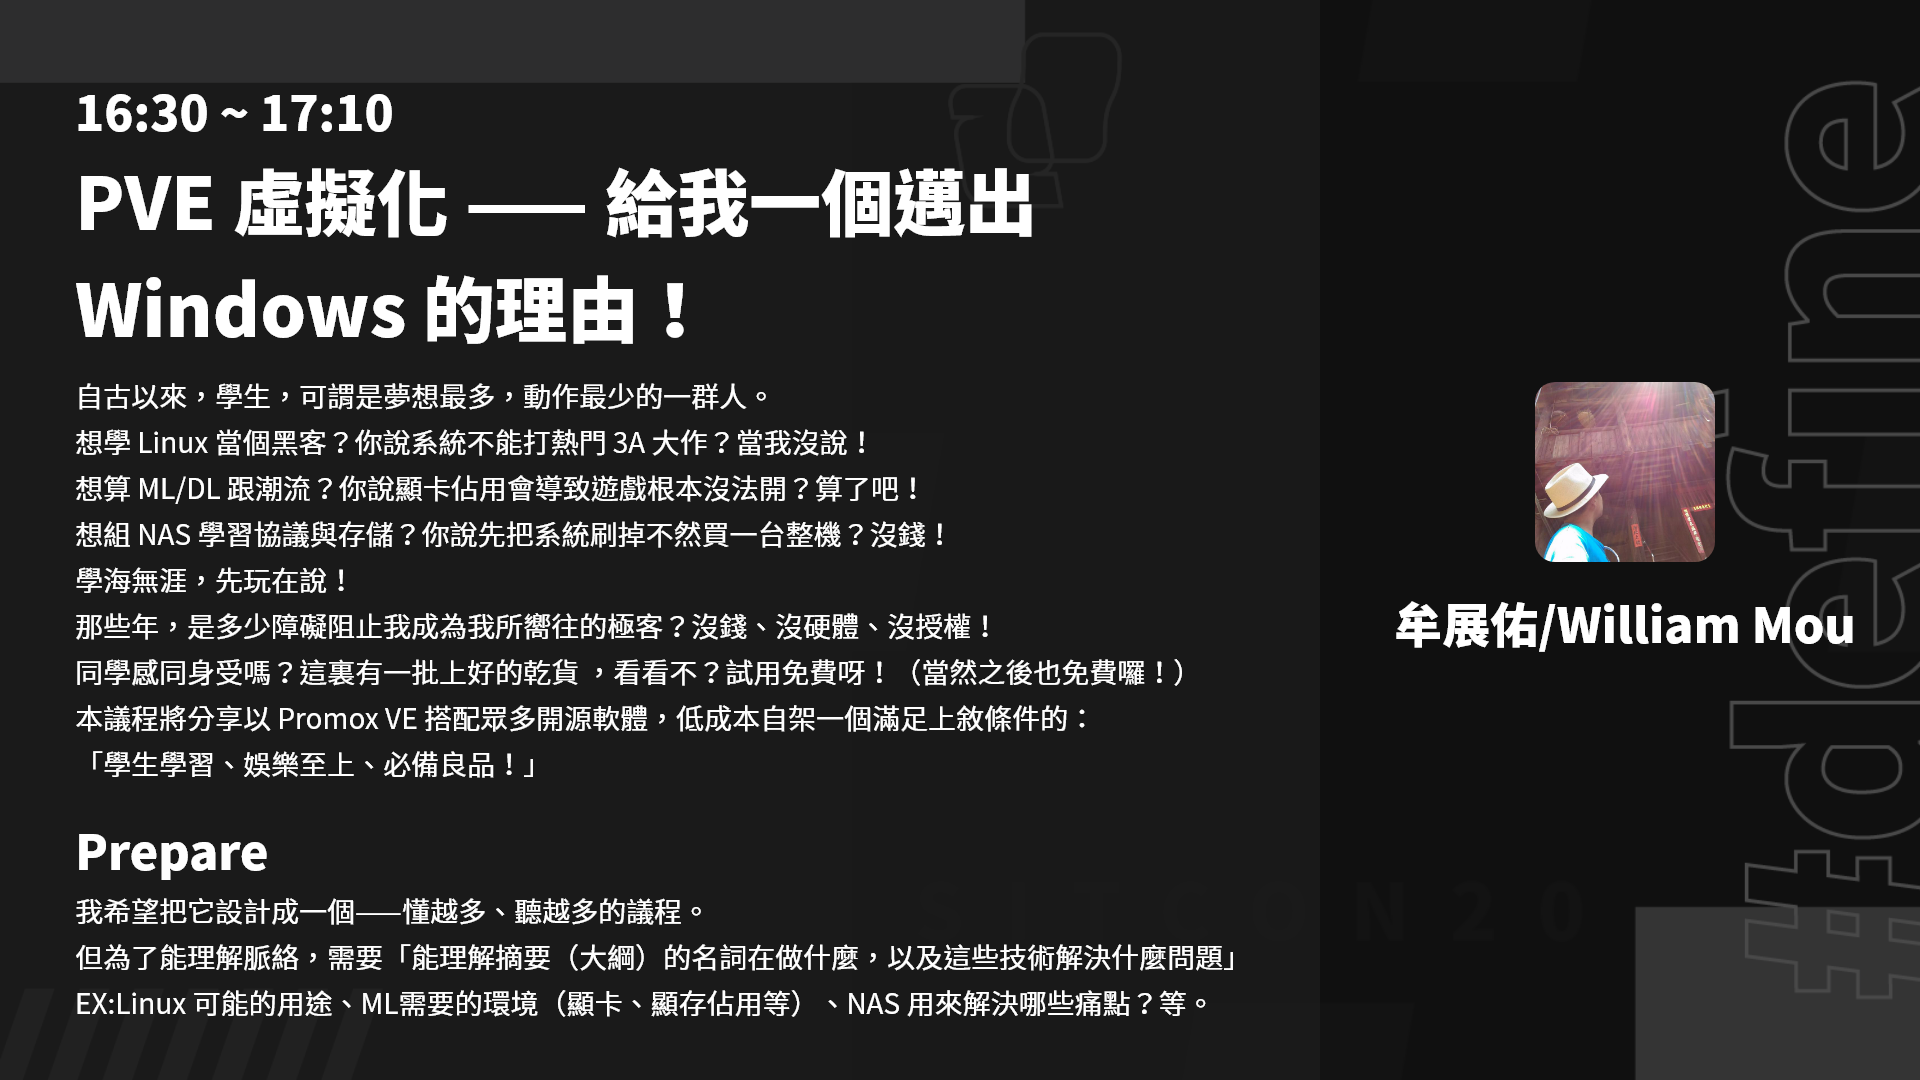 16:30 ~ 17:10
PVE 虛擬化 —— 給我一個邁出
Windows 的理由！
自古以來，學生，可謂是夢想最多，動作最少的一群人。
想學 Linux 當個黑客？你說系統不能打熱門 3A 大作？當我沒說！
想算 ML/DL 跟潮流？你說顯卡佔用會導致遊戲根本沒法開？算了吧！
想組 NAS 學習協議與存儲？你說先把系統刷掉不然買一台整機？沒錢！
學海無涯，先玩在說！
那些年，是多少障礙阻止我成為我所嚮往的極客？沒錢、沒硬體、沒授權！
同學感同身受嗎？這裏有一批上好的乾貨 ，看看不？試用免費呀！（當然之後也免費囉！）
本議程將分享以 Promox VE 搭配眾多開源軟體，低成本自架一個滿足上敘條件的：
「學生學習、娛樂至上、必備良品！」
Prepare
我希望把它設計成一個——懂越多、聽越多的議程。
但為了能理解脈絡，需要「能理解摘要（大綱）的名詞在做什麼，以及這些技術解決什麼問題」
EX:Linux 可能的用途、ML需要的環境（顯卡、顯存佔用等）、NAS 用來解決哪些痛點？等。
牟展佑/William Mou
#define
SITCON20